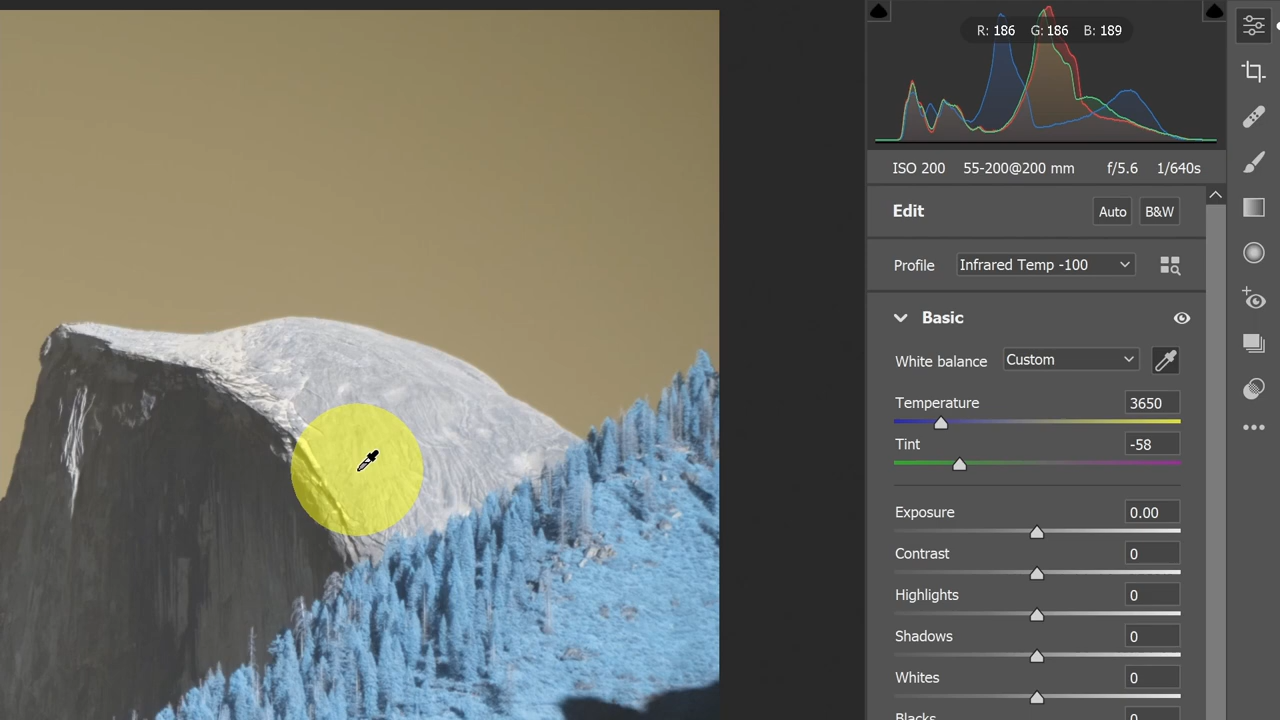 R: 186 G: 186 B: 189
ISO 200 55-200@200 mm f/5.6 1/640s
Edit Auto B&W
Profile Infrared Temp -100
Basic
White balance Custom
Temperature 3650
Tint -58
Exposure 0.00
Contrast 0
Highlights 0
Shadows 0
Whites 0
Blacks 0